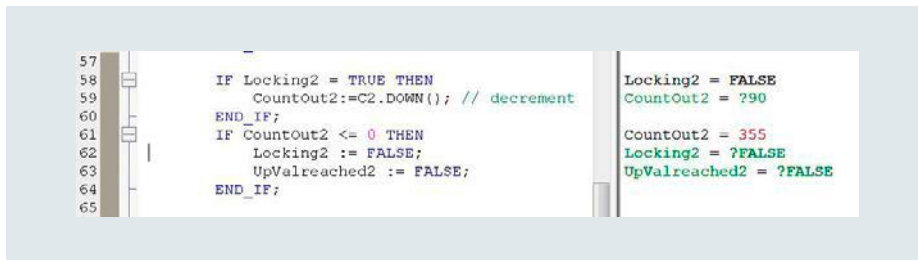 57
58 IF Locking2 = TRUE THEN Locking2 = FALSE
59 CountOut2:=C2.DOWN(); // decrement CountOut2 = ?90
60 END_IF;
61 IF CountOut2 <= 0 THEN CountOut2 = 355
62 Locking2 := FALSE; Locking2 = ?FALSE
63 UpValreached2 := FALSE; UpValreached2 = ?FALSE
64 END_IF;
65